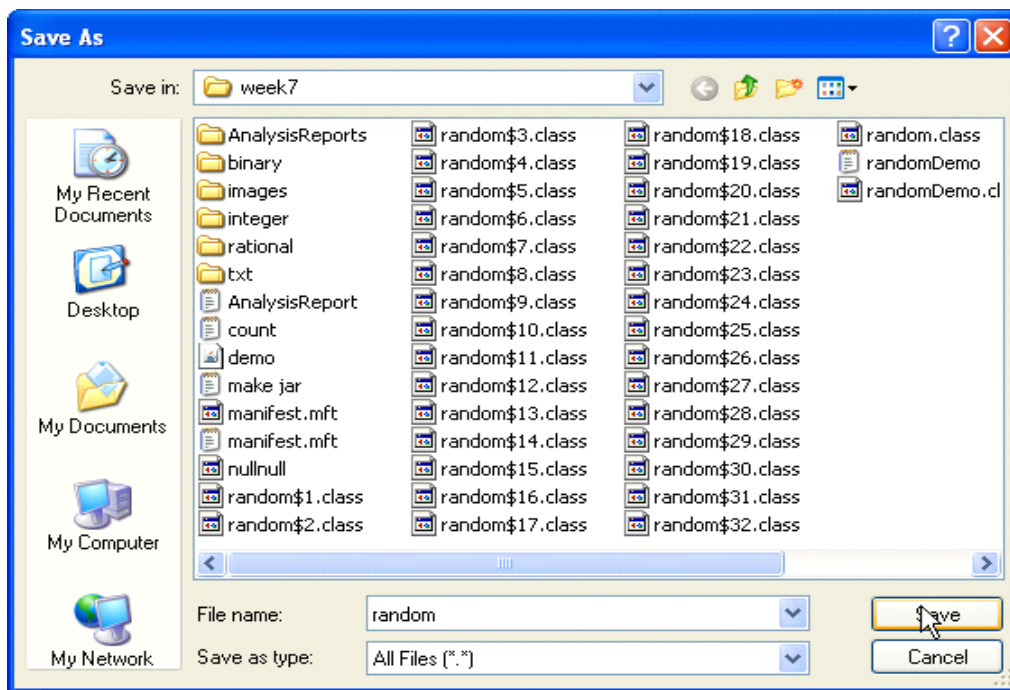 Save As
Save in:
week7
My Recent
Documents
Desktop
My Documents
My Computer
My Network
AnalysisReports
binary
images
integer
rational
txt
AnalysisReport
count
demo
make jar
manifest.mft
manifest.mft
nullnull
random$1.class
random$2.class
random$3.class
random$4.class
random$5.class
random$6.class
random$7.class
random$8.class
random$9.class
random$10.class
random$11.class
random$12.class
random$13.class
random$14.class
random$15.class
random$16.class
random$17.class
random$18.class
random$19.class
random$20.class
random$21.class
random$22.class
random$23.class
random$24.class
random$25.class
random$26.class
random$27.class
random$28.class
random$29.class
random$30.class
random$31.class
random$32.class
random.class
randomDemo
randomDemo.cl
File name:
random
Save
Save as type:
All Files (*.*)
Cancel